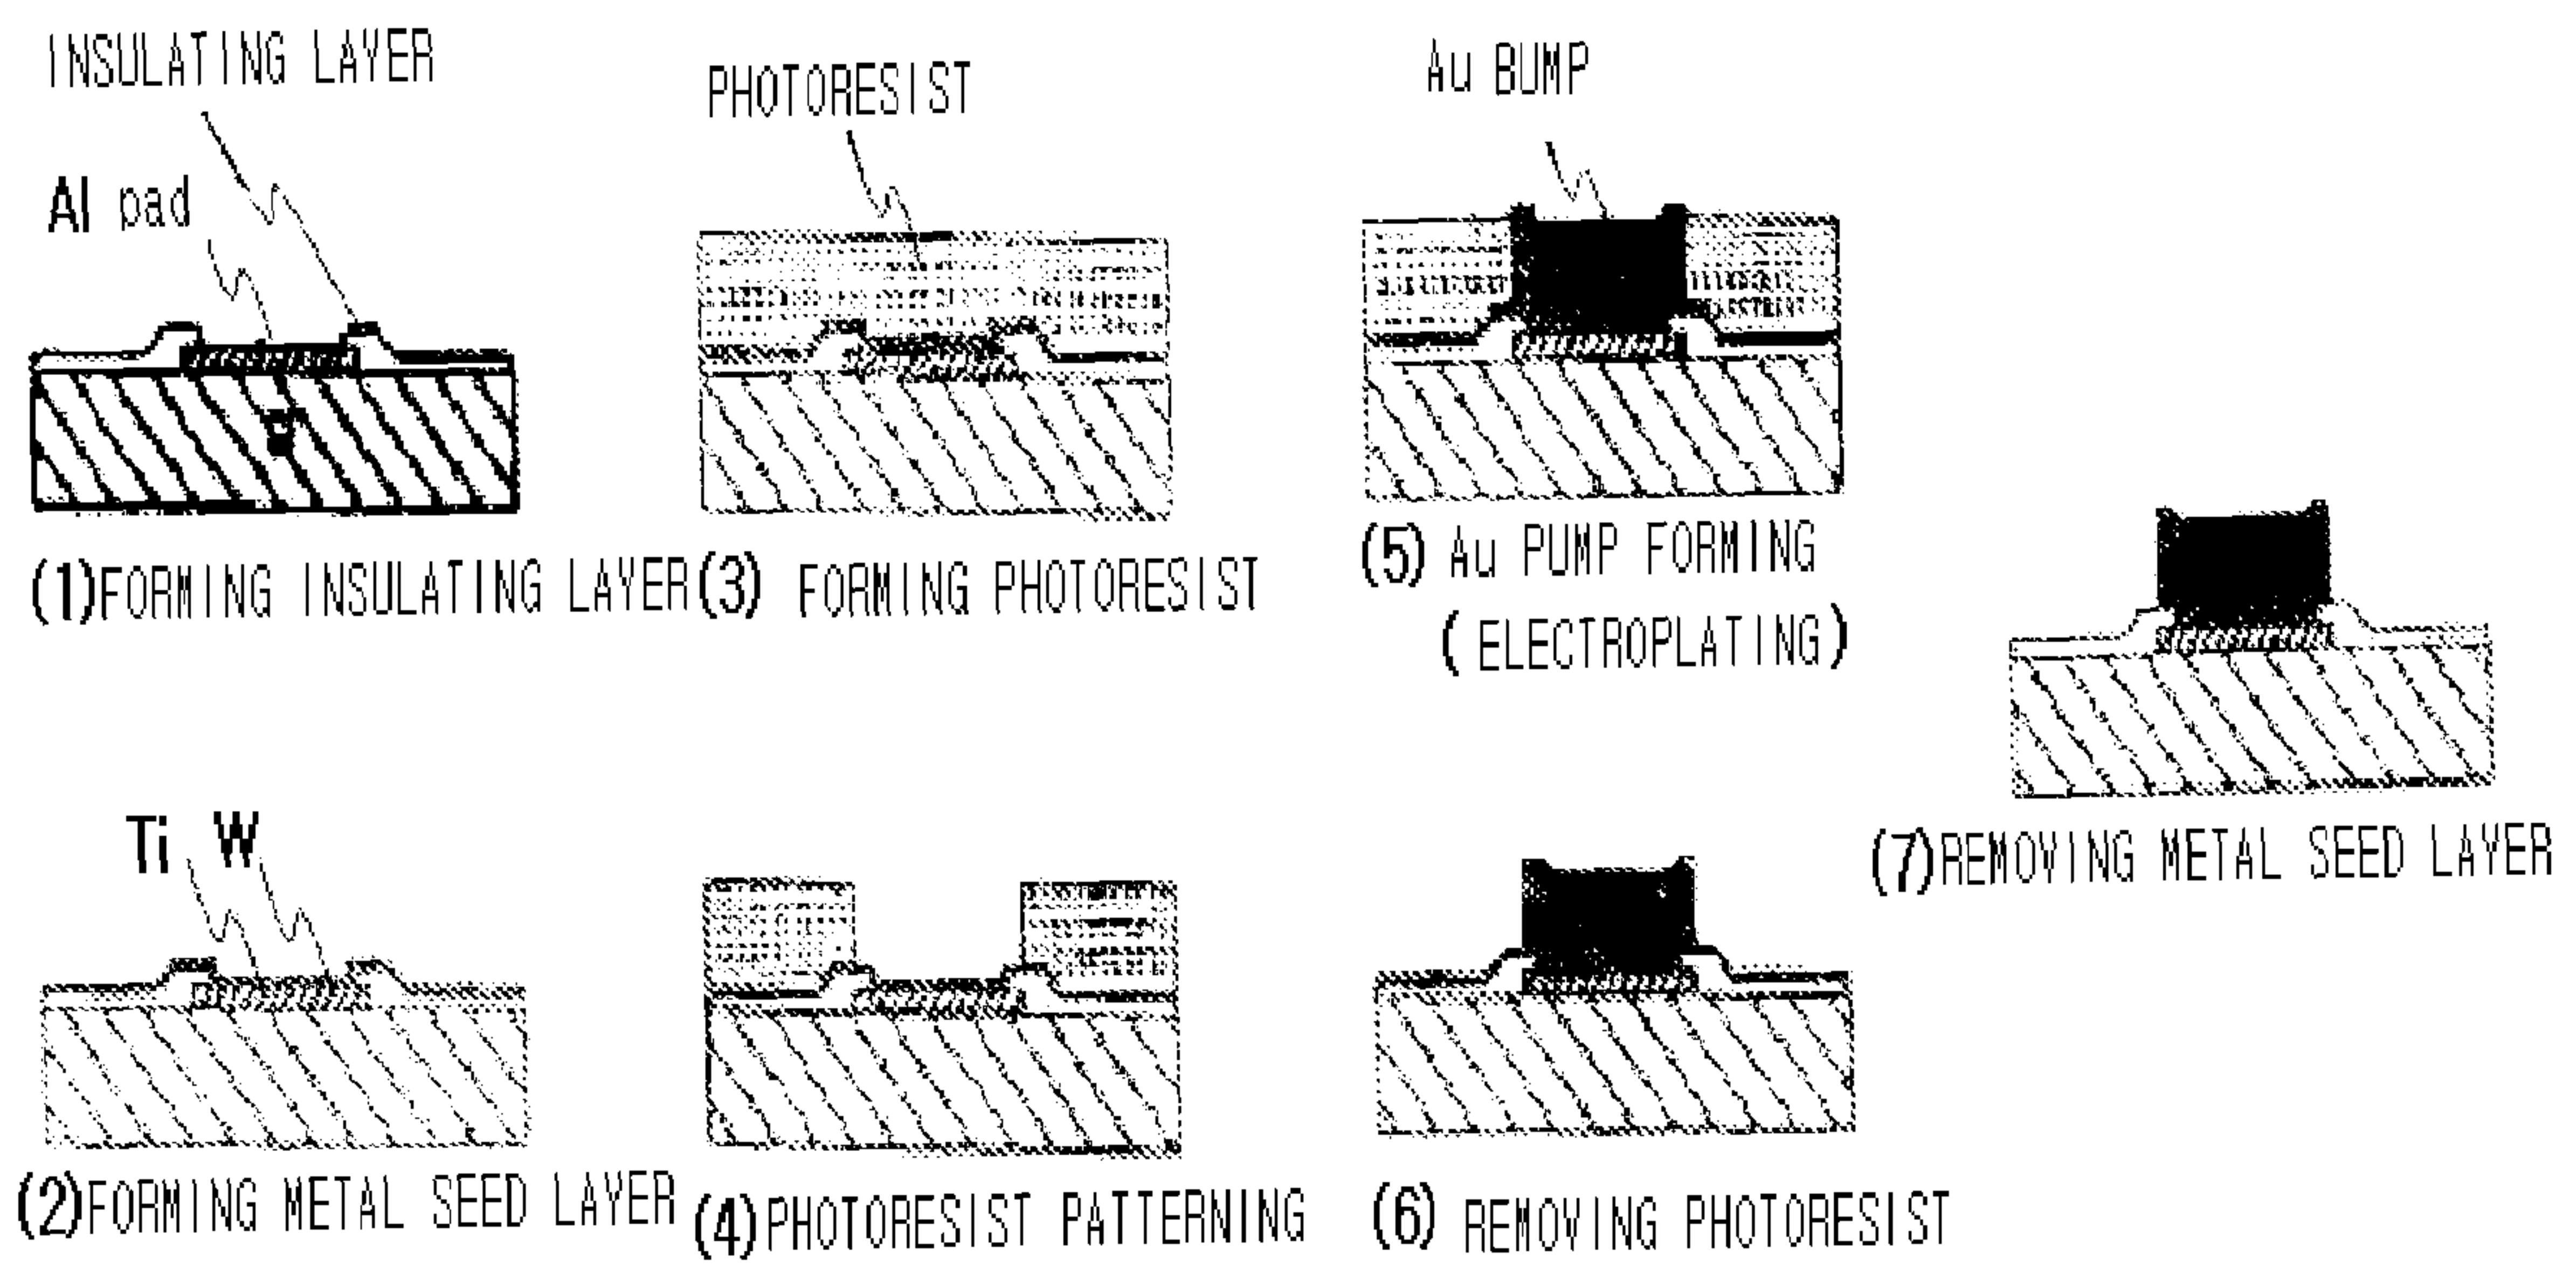 INSULATING LAYER
Al pad
(1)FORMING INSULATING LAYER
Ti W
(2)FORMING METAL SEED LAYER
PHOTORESIST
(3) FORMING PHOTORESIST
(4)PHOTORESIST PATTERNING
Au BUMP
(5) Au PUMP FORMING
(ELECTROPLATING)
(6) REMOVING PHOTORESIST
(7)REMOVING METAL SEED LAYER